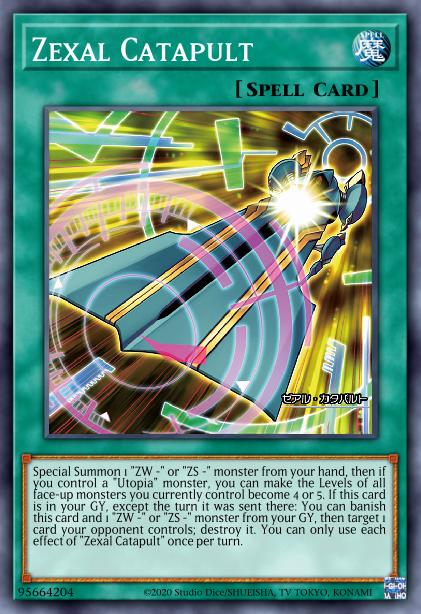 ZEXAL CATAPULT
SPELL
魔
[ SPELL CARD ]
ゼアル・カタパルト
Special Summon 1 "ZW -" or "ZS -" monster from your hand, then if
you control a "Utopia" monster, you can make the Levels of all
face-up monsters you currently control become 4 or 5. If this card
is in your GY, except the turn it was sent there: You can banish
this card and 1 "ZW -" or "ZS -" monster from your GY, then target 1
card your opponent controls; destroy it. You can only use each
effect of "Zexal Catapult" once per turn.
95664204
©2020 Studio Dice/SHUEISHA, TV TOKYO, KONAMI